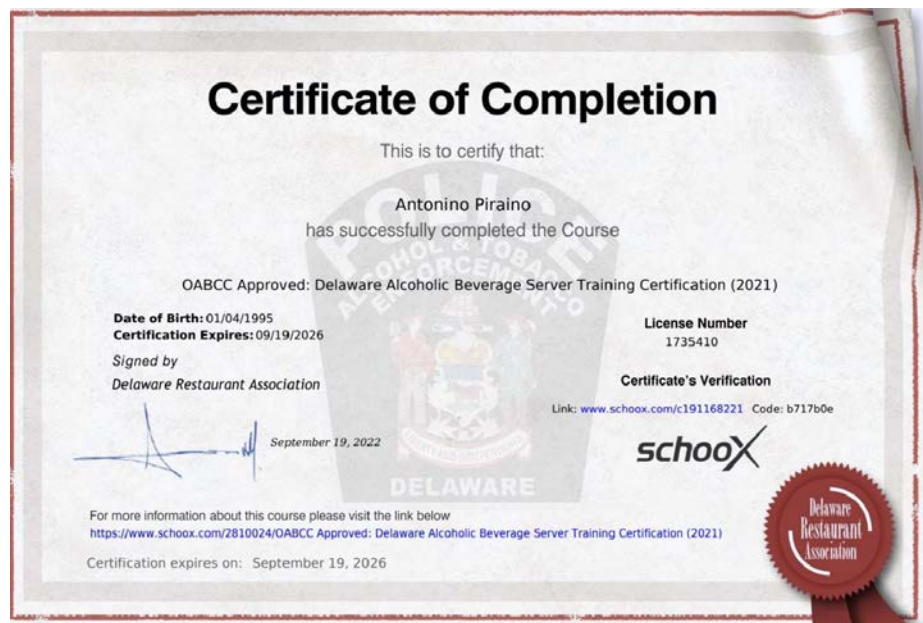 Certificate of Completion
This is to certify that:
Antonino Piraino
has successfully completed the Course
OABCC Approved: Delaware Alcoholic Beverage Server Training Certification (2021)
Date of Birth: 01/04/1995
Certification Expires: 09/19/2026
Signed by
Delaware Restaurant Association
September 19, 2022
License Number
1735410
Certificate's Verification
Link: www.schoox.com/c191168221 Code: b717b0e
schoox
For more information about this course please visit the link below
https://www.schoox.com/2810024/OABCC Approved: Delaware Alcoholic Beverage Server Training Certification (2021)
Certification expires on: September 19, 2026
Delaware
Restaurant
Association
POLICE
ALCOHOL & TOBACCO
ENFORCEMENT
DELAWARE